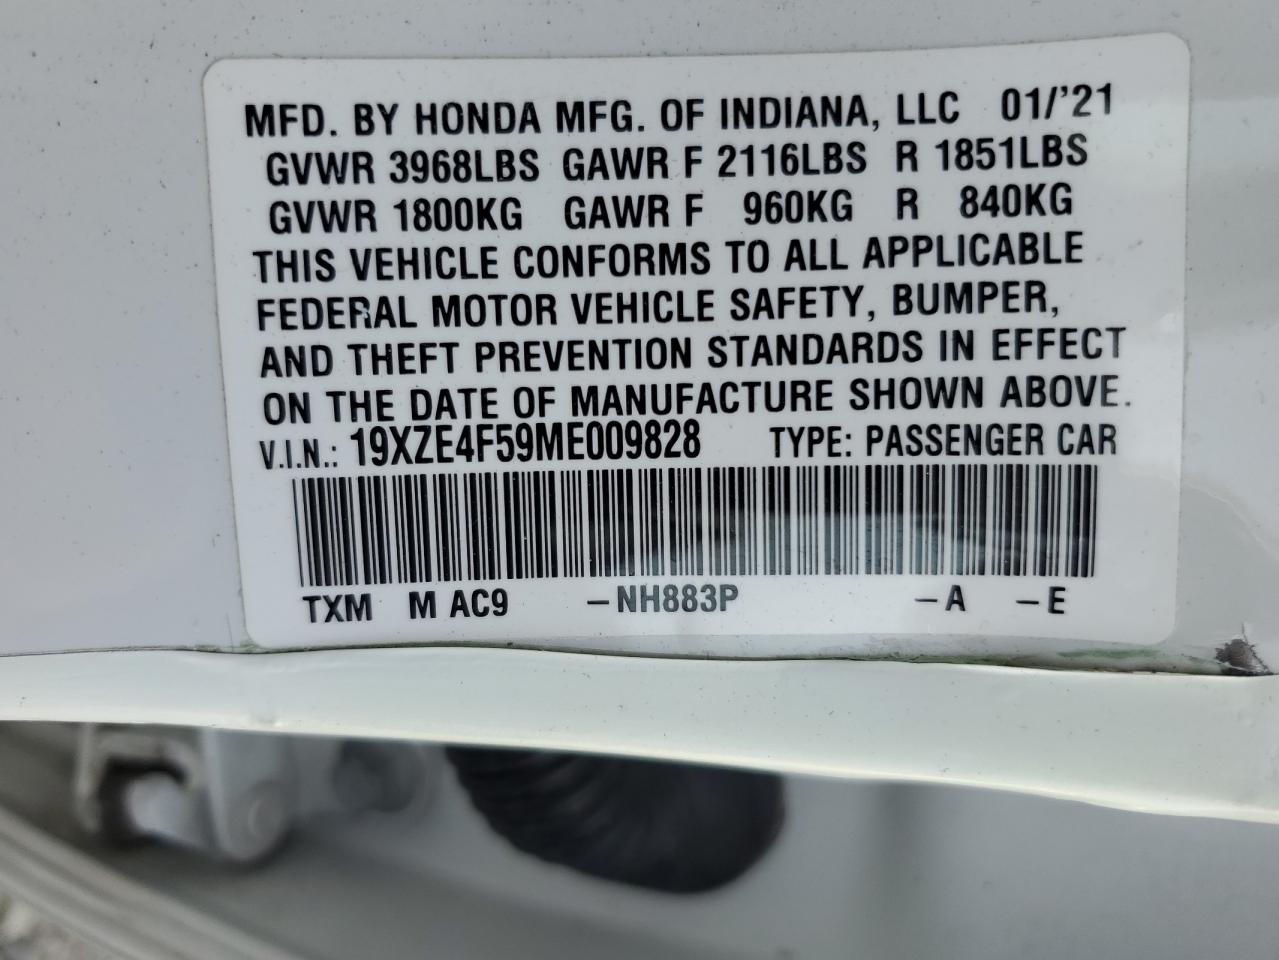 MFD. BY HONDA MFG. OF INDIANA, LLC 01/'21
GVWR 3968LBS GAWR F 2116LBS R 1851LBS
GVWR 1800KG GAWR F 960KG R 840KG
THIS VEHICLE CONFORMS TO ALL APPLICABLE
FEDERAL MOTOR VEHICLE SAFETY, BUMPER,
AND THEFT PREVENTION STANDARDS IN EFFECT
ON THE DATE OF MANUFACTURE SHOWN ABOVE.
V.I.N.: 19XZE4F59ME009828 TYPE: PASSENGER CAR
TXM M AC9 –NH883P –A –E